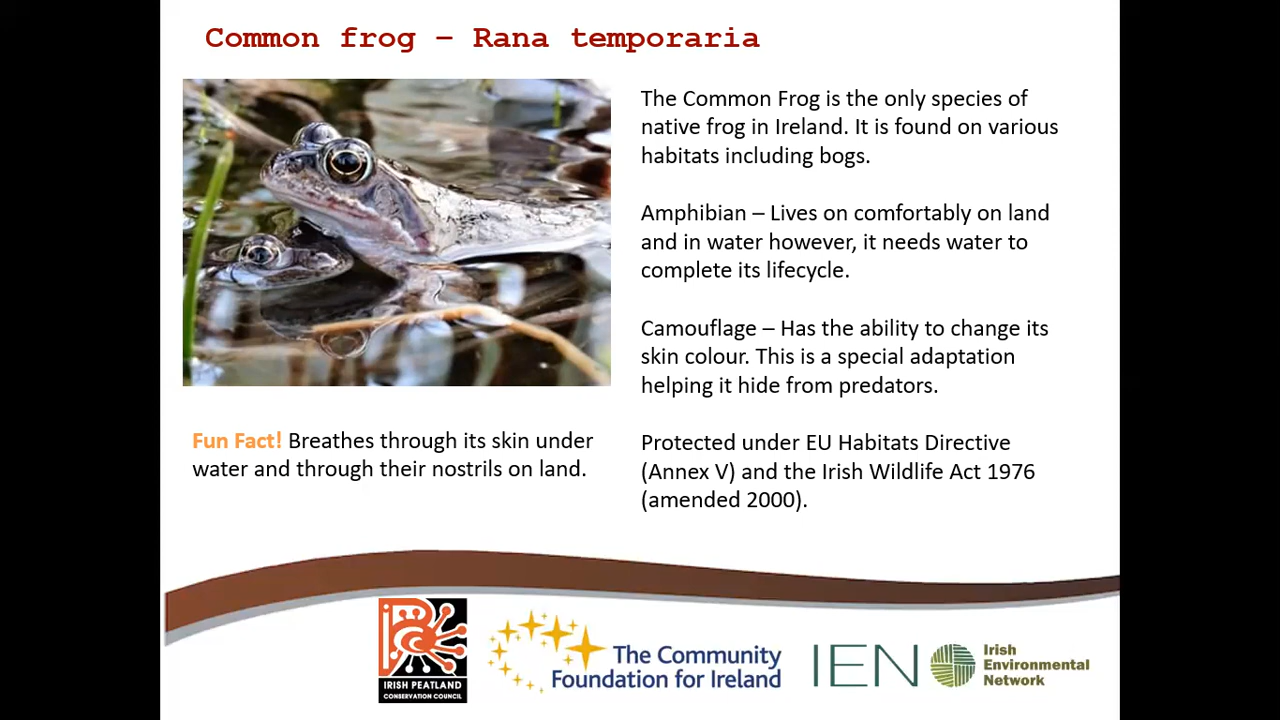 Common frog – Rana temporaria
The Common Frog is the only species of
native frog in Ireland. It is found on various
habitats including bogs.
Amphibian – Lives on comfortably on land
and in water however, it needs water to
complete its lifecycle.
Camouflage – Has the ability to change its
skin colour. This is a special adaptation
helping it hide from predators.
Protected under EU Habitats Directive
(Annex V) and the Irish Wildlife Act 1976
(amended 2000).
Fun Fact! Breathes through its skin under
water and through their nostrils on land.
IRISH PEATLAND
CONSERVATION COUNCIL
The Community
Foundation for Ireland
IEN
Irish
Environmental
Network